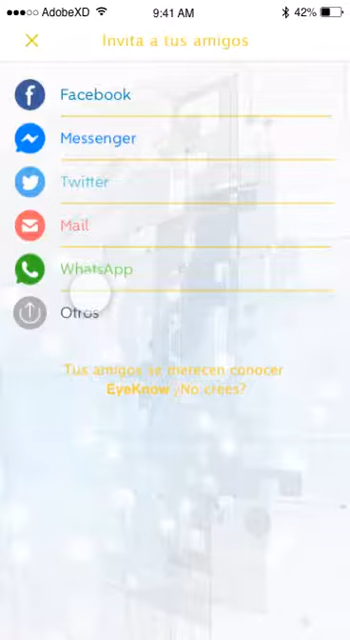 AdobeXD 9:41 AM 42%
Invita a tus amigos
Facebook
Messenger
Twitter
Mail
WhatsApp
Otros
Tus amigos se merecen conocer
EyeKnow ¿No crees?